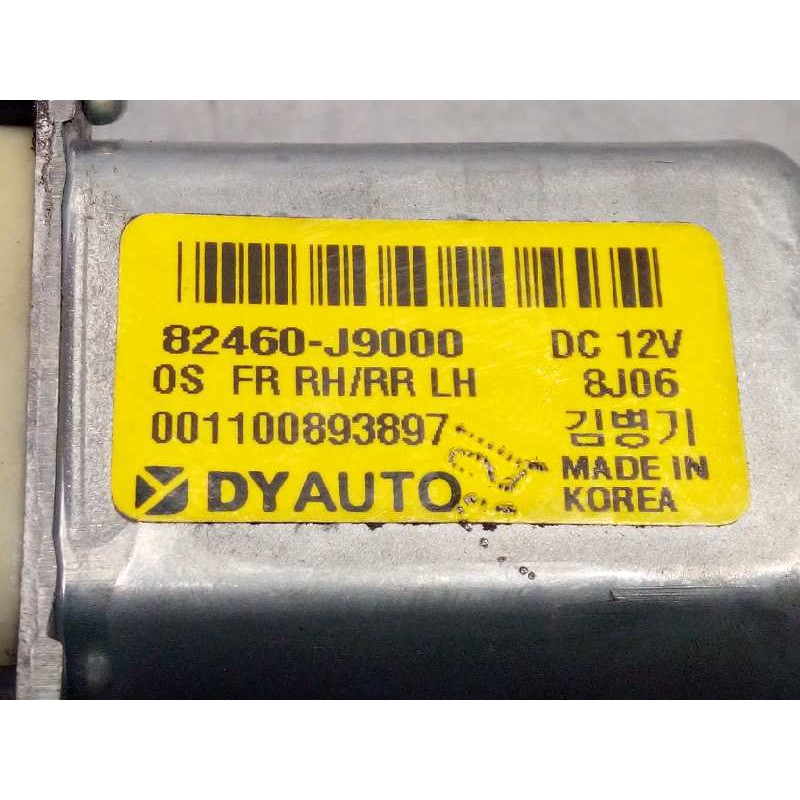 82460-J9000 DC 12V
OS FR RH/RR LH 8J06
001100893897 김병기
DYAUTO MADE IN
KOREA